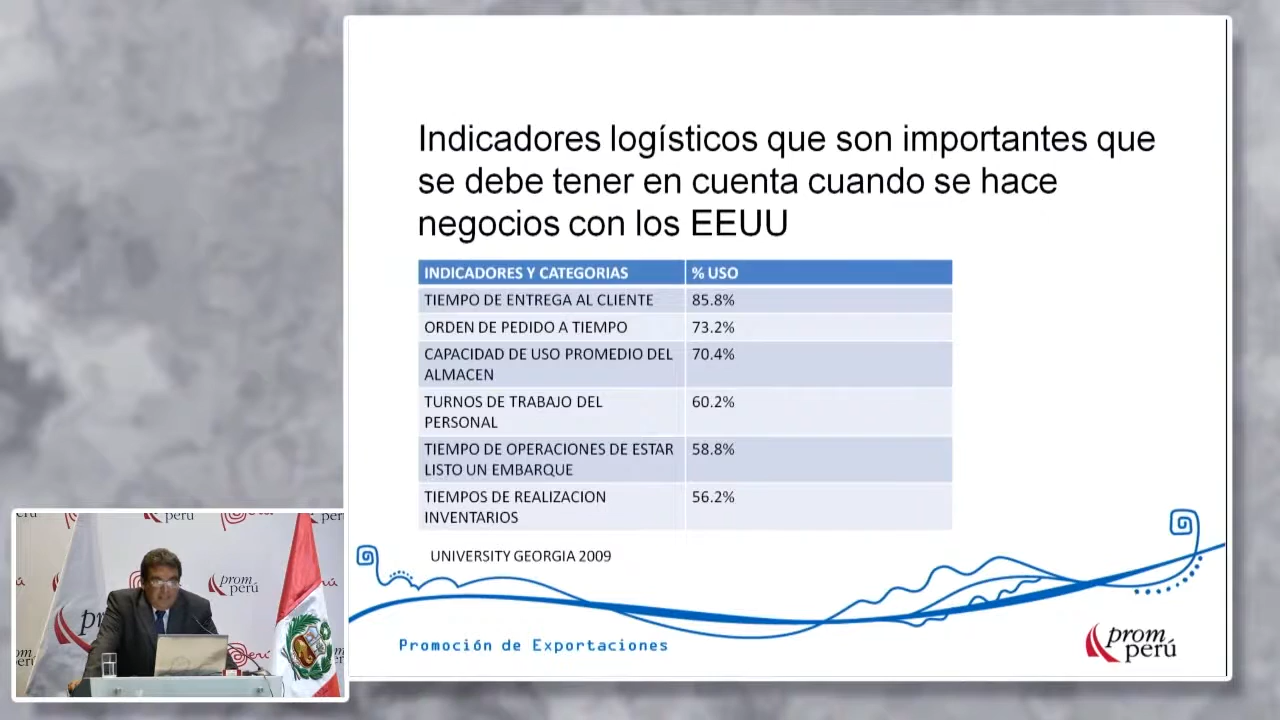 Indicadores logísticos que son importantes que
se debe tener en cuenta cuando se hace
negocios con los EEUU
INDICADORES Y CATEGORIAS % USO
TIEMPO DE ENTREGA AL CLIENTE 85.8%
ORDEN DE PEDIDO A TIEMPO 73.2%
CAPACIDAD DE USO PROMEDIO DEL 70.4%
ALMACEN
TURNOS DE TRABAJO DEL 60.2%
PERSONAL
TIEMPO DE OPERACIONES DE ESTAR 58.8%
LISTO UN EMBARQUE
TIEMPOS DE REALIZACION 56.2%
INVENTARIOS
UNIVERSITY GEORGIA 2009
Promoción de Exportaciones
prom
perú
perú
prom
perú